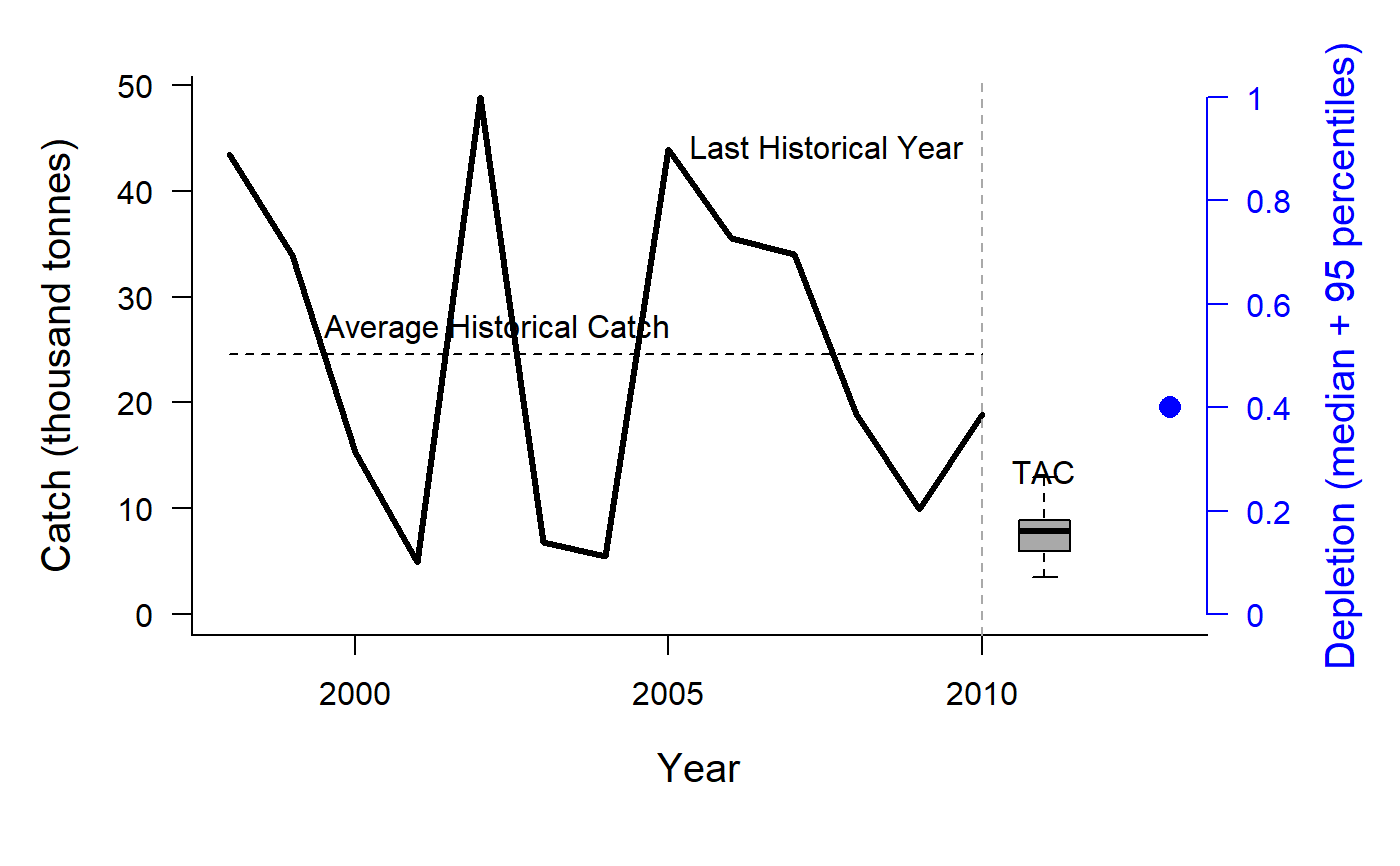 Catch (thousand tonnes)
50
40
30
20
10
0
Last Historical Year
Average Historical Catch
TAC
1
0.8
0.6
0.4
0.2
0
Depletion (median + 95 percentiles)
2000
2005
2010
Year